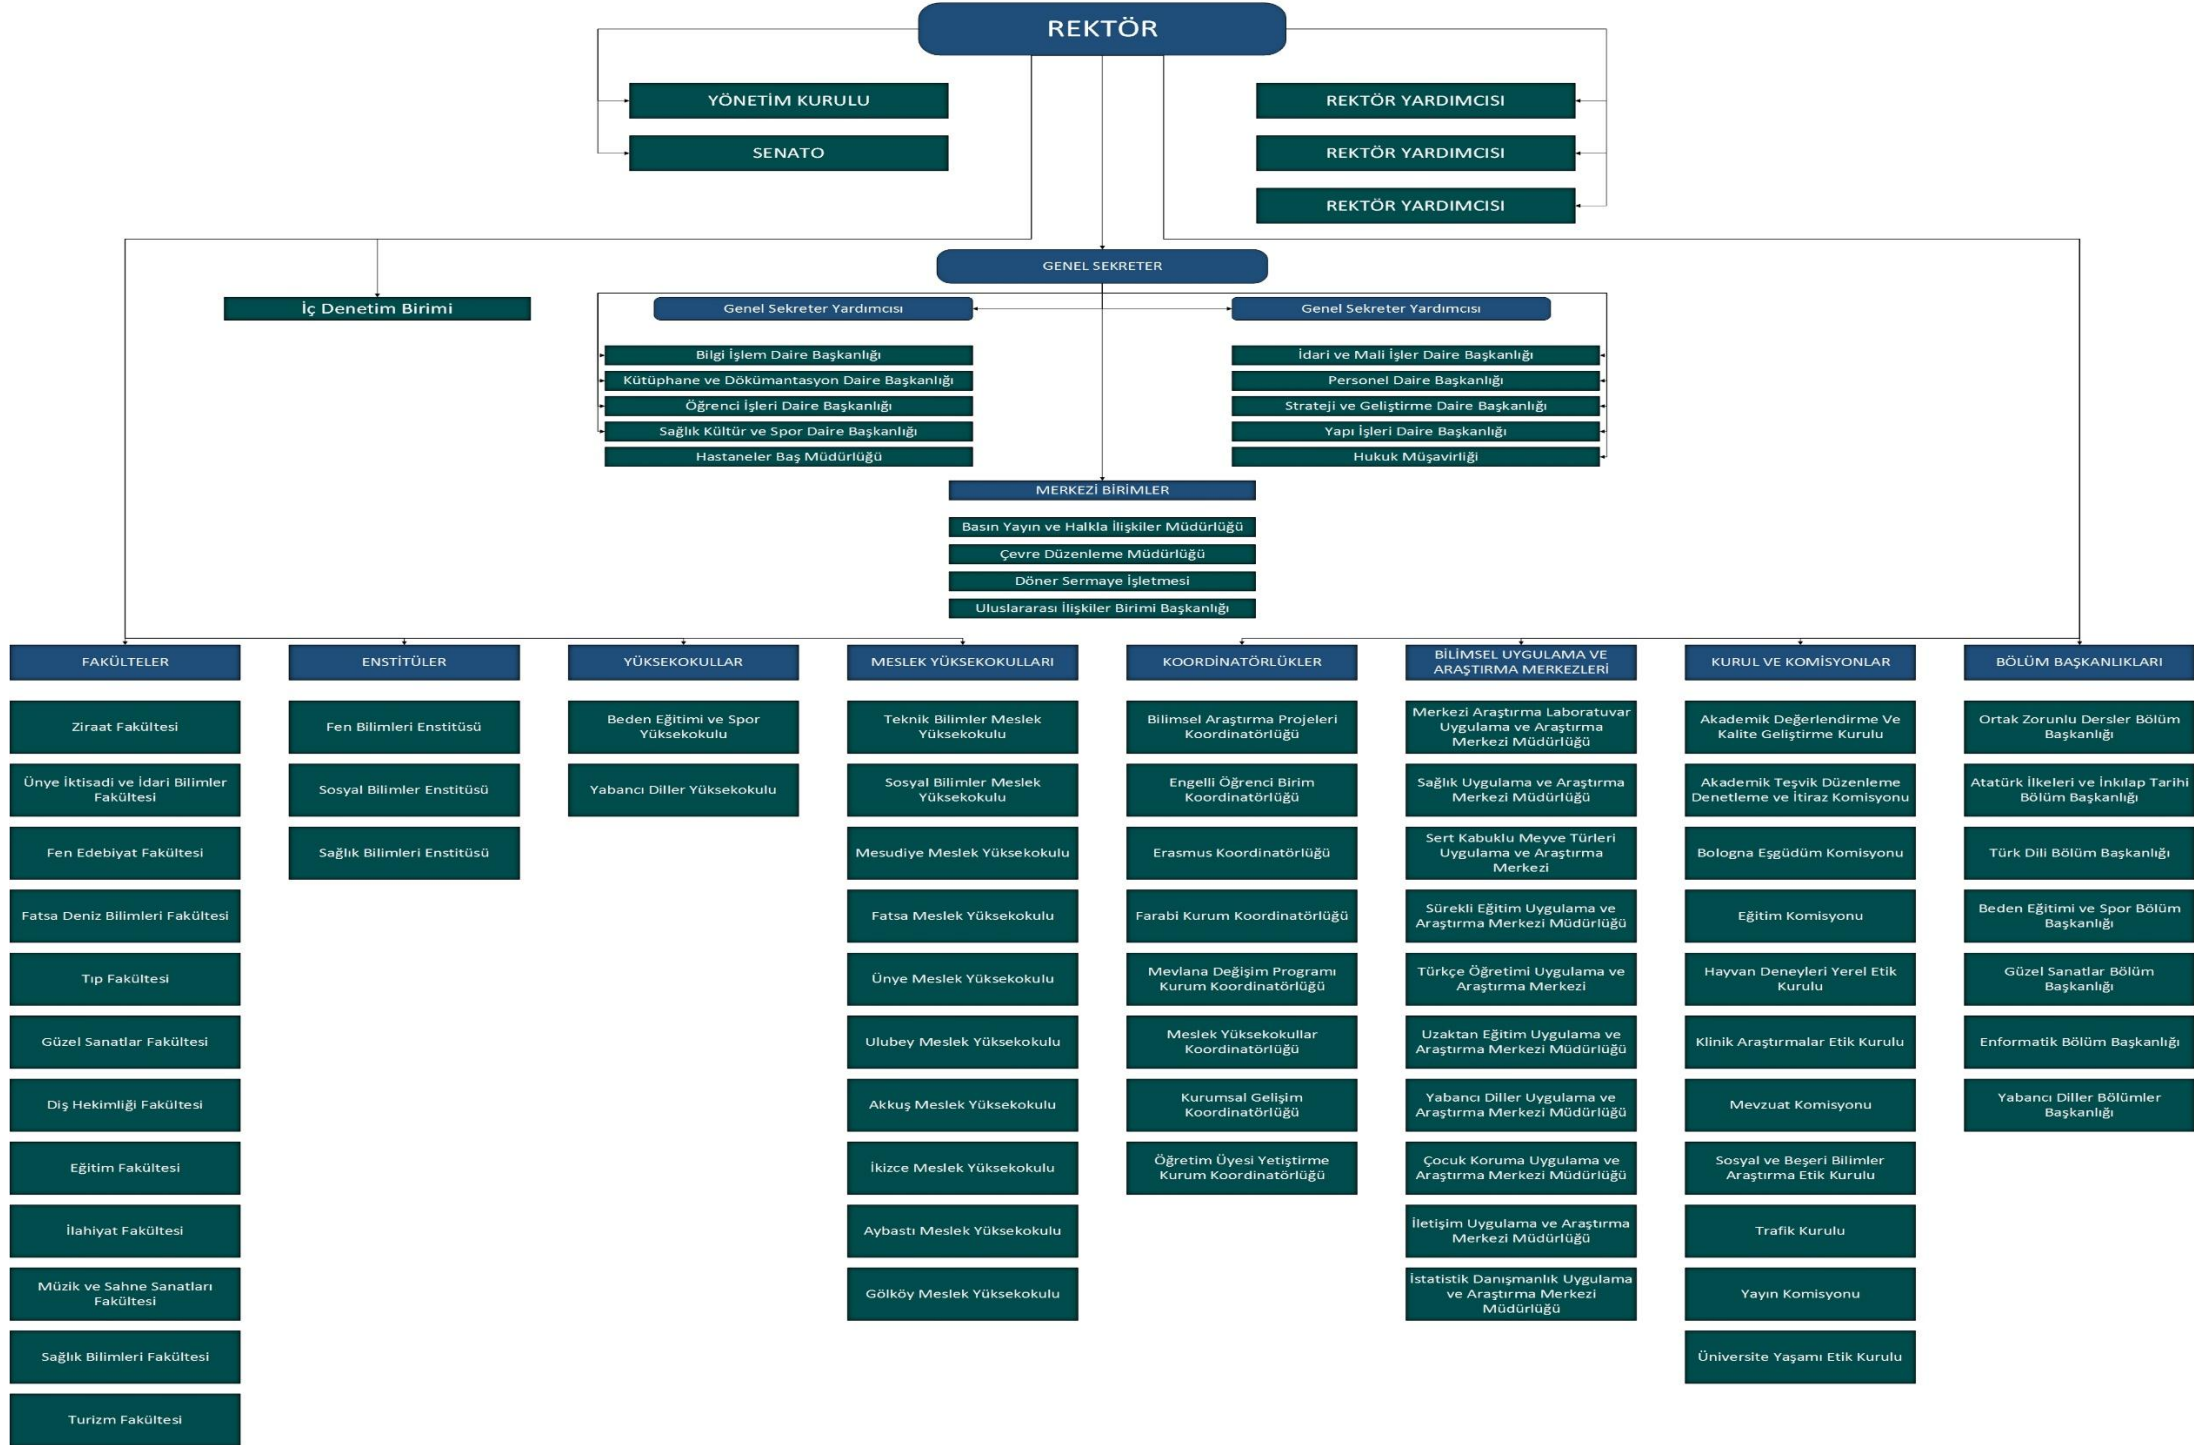 REKTÖR
YÖNETİM KURULU
SENATO
REKTÖR YARDIMCISI
REKTÖR YARDIMCISI
REKTÖR YARDIMCISI
GENEL SEKRETER
İç Denetim Birimi
Genel Sekreter Yardımcısı
Genel Sekreter Yardımcısı
Bilgi İşlem Daire Başkanlığı
Kütüphane ve Dökümantasyon Daire Başkanlığı
Öğrenci İşleri Daire Başkanlığı
Sağlık Kültür ve Spor Daire Başkanlığı
Hastaneler Baş Müdürlüğü
İdari ve Mali İşler Daire Başkanlığı
Personel Daire Başkanlığı
Strateji ve Geliştirme Daire Başkanlığı
Yapı İşleri Daire Başkanlığı
Hukuk Müşavirliği
MERKEZİ BİRİMLER
Basın Yayın ve Halkla İlişkiler Müdürlüğü
Çevre Düzenleme Müdürlüğü
Döner Sermaye İşletmesi
Uluslararası İlişkiler Birimi Başkanlığı
FAKÜLTELER
Ziraat Fakültesi
Ünye İktisadi ve İdari Bilimler
Fakültesi
Fen Edebiyat Fakültesi
Fatsa Deniz Bilimleri Fakültesi
Tıp Fakültesi
Güzel Sanatlar Fakültesi
Diş Hekimliği Fakültesi
Eğitim Fakültesi
İlahiyat Fakültesi
Müzik ve Sahne Sanatları
Fakültesi
Sağlık Bilimleri Fakültesi
Turizm Fakültesi
ENSTİTÜLER
Fen Bilimleri Enstitüsü
Sosyal Bilimler Enstitüsü
Sağlık Bilimleri Enstitüsü
YÜKSEKOKULLAR
Beden Eğitimi ve Spor
Yüksekokulu
Yabancı Diller Yüksekokulu
MESLEK YÜKSEKOKULLARI
Teknik Bilimler Meslek
Yüksekokulu
Sosyal Bilimler Meslek
Yüksekokulu
Mesudiye Meslek Yüksekokulu
Fatsa Meslek Yüksekokulu
Ünye Meslek Yüksekokulu
Ulubey Meslek Yüksekokulu
Akkuş Meslek Yüksekokulu
İkizce Meslek Yüksekokulu
Aybastı Meslek Yüksekokulu
Gölköy Meslek Yüksekokulu
KOORDİNATÖRLÜKLER
Bilimsel Araştırma Projeleri
Koordinatörlüğü
Engelli Öğrenci Birim
Koordinatörlüğü
Erasmus Koordinatörlüğü
Farabi Kurum Koordinatörlüğü
Mevlana Değişim Programı
Kurum Koordinatörlüğü
Meslek Yüksekokullar
Koordinatörlüğü
Kurumsal Gelişim
Koordinatörlüğü
Öğretim Üyesi Yetiştirme
Kurum Koordinatörlüğü
BİLİMSEL UYGULAMA VE
ARAŞTIRMA MERKEZLERİ
Merkezi Araştırma Laboratuvar
Uygulama ve Araştırma
Merkezi Müdürlüğü
Sağlık Uygulama ve Araştırma
Merkezi Müdürlüğü
Sert Kabuklu Meyve Türleri
Uygulama ve Araştırma
Merkezi
Sürekli Eğitim Uygulama ve
Araştırma Merkezi Müdürlüğü
Türkçe Öğretimi Uygulama ve
Araştırma Merkezi
Uzaktan Eğitim Uygulama ve
Araştırma Merkezi Müdürlüğü
Yabancı Diller Uygulama ve
Araştırma Merkezi Müdürlüğü
Çocuk Koruma Uygulama ve
Araştırma Merkezi Müdürlüğü
İletişim Uygulama ve Araştırma
Merkezi Müdürlüğü
İstatistik Danışmanlık Uygulama
ve Araştırma Merkezi
Müdürlüğü
KURUL VE KOMİSYONLAR
Akademik Değerlendirme Ve
Kalite Geliştirme Kurulu
Akademik Teşvik Düzenleme
Denetleme ve İtiraz Komisyonu
Bologna Eşgüdüm Komisyonu
Eğitim Komisyonu
Hayvan Deneyleri Yerel Etik
Kurulu
Klinik Araştırmalar Etik Kurulu
Mevzuat Komisyonu
Sosyal ve Beşeri Bilimler
Araştırma Etik Kurulu
Trafik Kurulu
Yayın Komisyonu
Üniversite Yaşamı Etik Kurulu
BÖLÜM BAŞKANLIKLARI
Ortak Zorunlu Dersler Bölüm
Başkanlığı
Atatürk İlkeleri ve İnkılap Tarihi
Bölüm Başkanlığı
Türk Dili Bölüm Başkanlığı
Beden Eğitimi ve Spor Bölüm
Başkanlığı
Güzel Sanatlar Bölüm
Başkanlığı
Enformatik Bölüm Başkanlığı
Yabancı Diller Bölümler
Başkanlığı